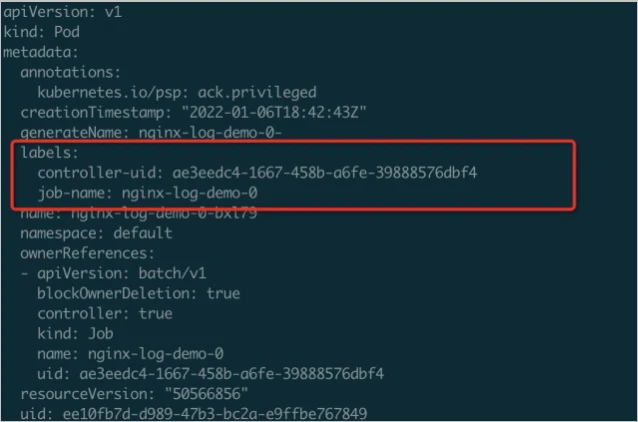 apiVersion: v1
kind: Pod
metadata:
  annotations:
    kubernetes.io/psp: ack.privileged
  creationTimestamp: "2022-01-06T18:42:43Z"
  generateName: nginx-log-demo-0-
  labels:
    controller-uid: ae3eedc4-1667-458b-a6fe-39888576dbf4
    job-name: nginx-log-demo-0
  name: nginx-log-demo-0-bxl79
  namespace: default
  ownerReferences:
  - apiVersion: batch/v1
    blockOwnerDeletion: true
    controller: true
    kind: Job
    name: nginx-log-demo-0
    uid: ae3eedc4-1667-458b-a6fe-39888576dbf4
  resourceVersion: "50566856"
  uid: ee10fb7d-d989-47b3-bc2a-e9ffbe767849